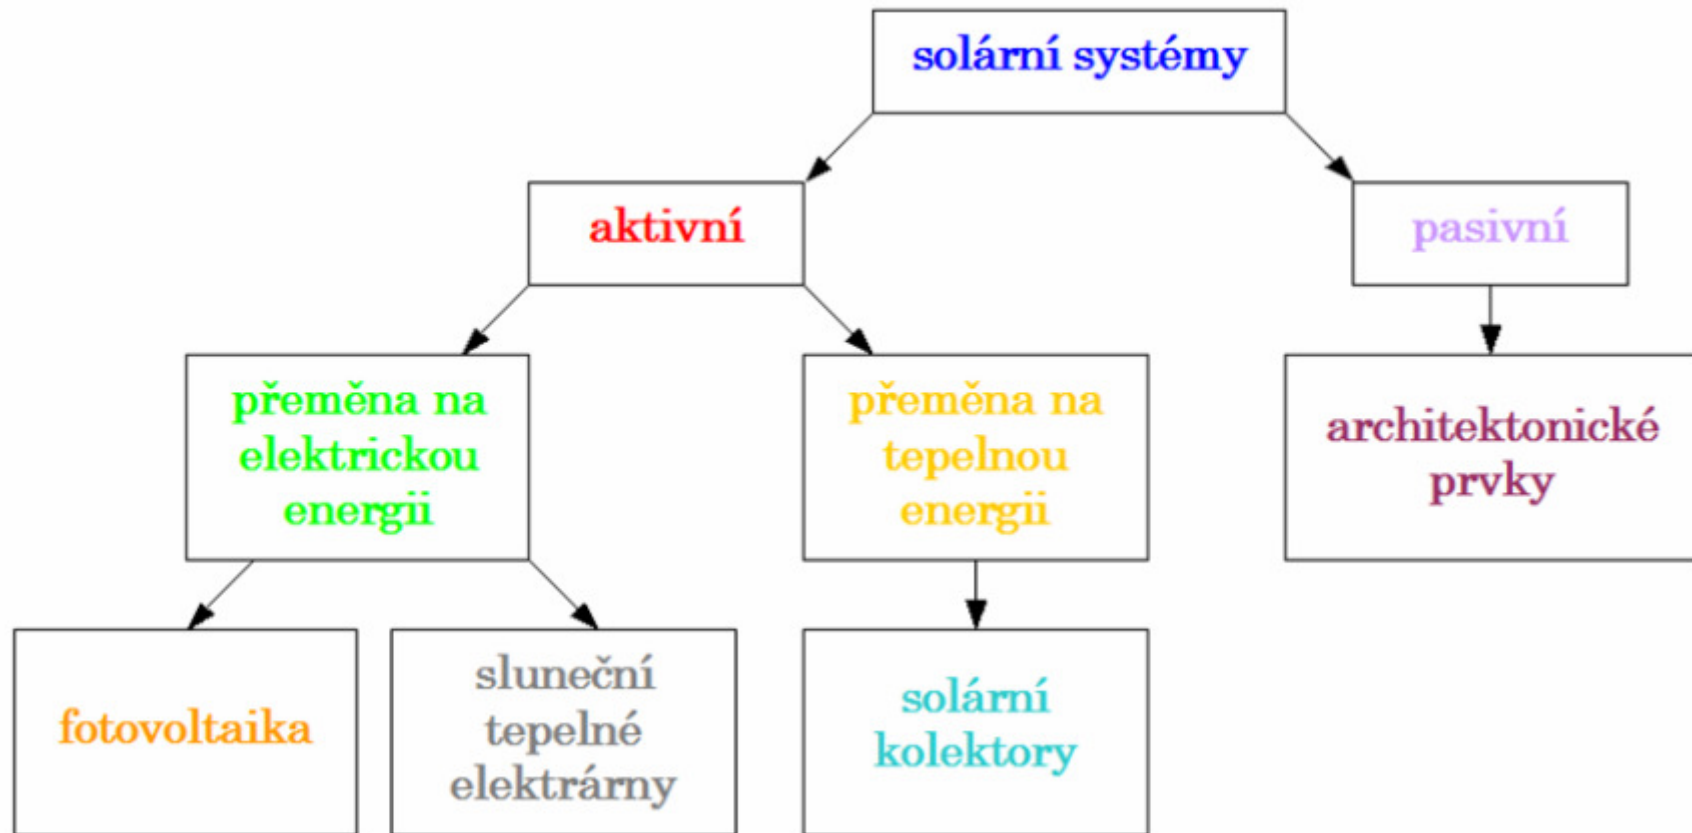 solární systémy
aktivní
pasivní
přeměna na
elektrickou
energii
přeměna na
tepelnou
energii
architektonické
prvky
fotovoltaika
sluneční
tepelné
elektrárny
solární
kolektory